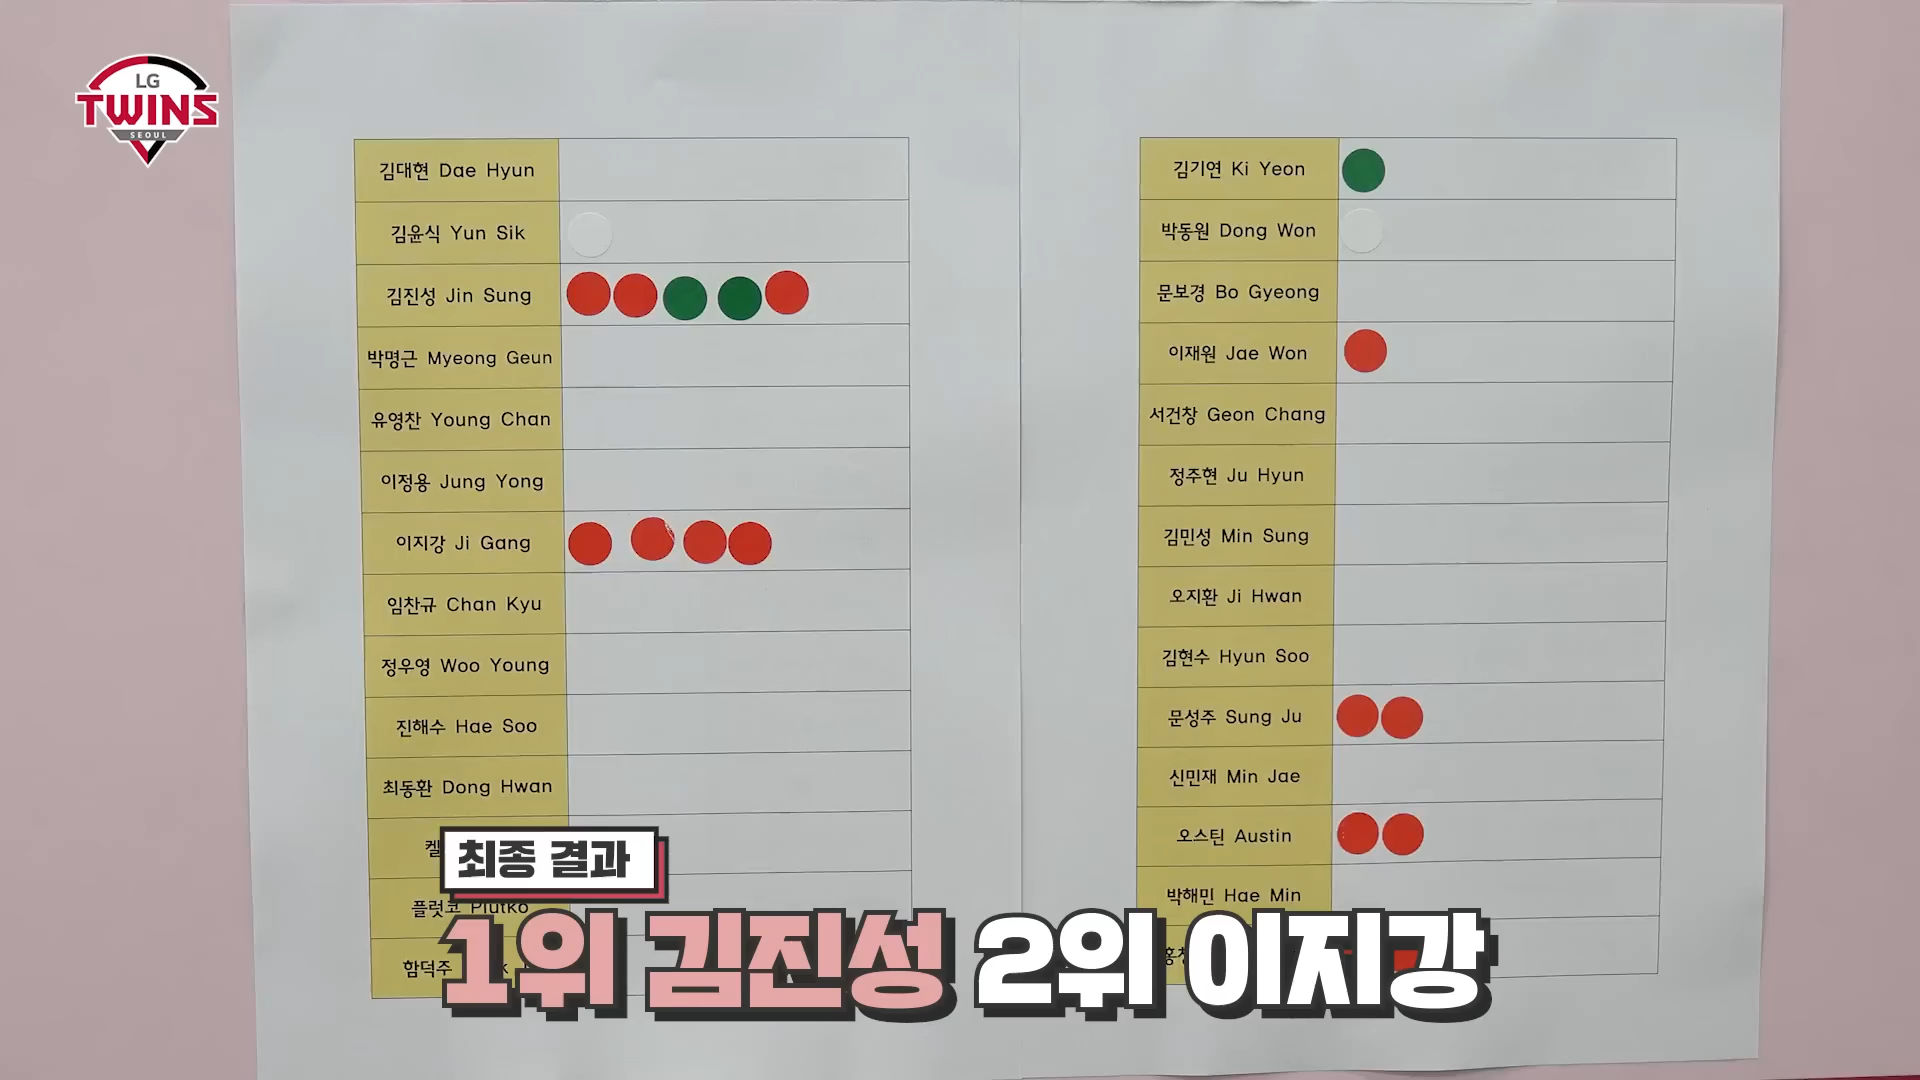 LG
TWINS
SEOUL
김대현 Dae Hyun
김윤식 Yun Sik
김진성 Jin Sung
박명근 Myeong Geun
유영찬 Young Chan
이정용 Jung Yong
이지강 Ji Gang
임찬규 Chan Kyu
정우영 Woo Young
진해수 Hae Soo
최동환 Dong Hwan
켈
플럿코 Plutko
함덕주
김기연 Ki Yeon
박동원 Dong Won
문보경 Bo Gyeong
이재원 Jae Won
서건창 Geon Chang
정주현 Ju Hyun
김민성 Min Sung
오지환 Ji Hwan
김현수 Hyun Soo
문성주 Sung Ju
신민재 Min Jae
오스틴 Austin
박해민 Hae Min
최종 결과
1위 김진성 2위 이지강